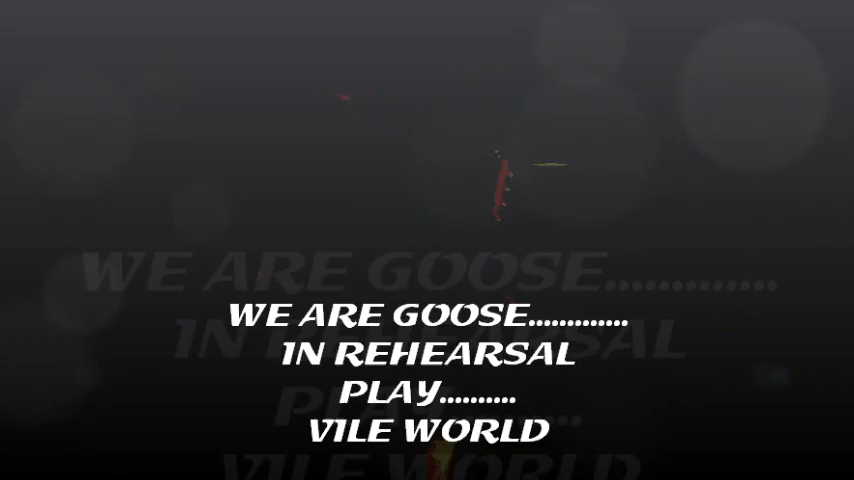 WE ARE GOOSE.............
IN REHEARSAL
PLAY..........
VILE WORLD